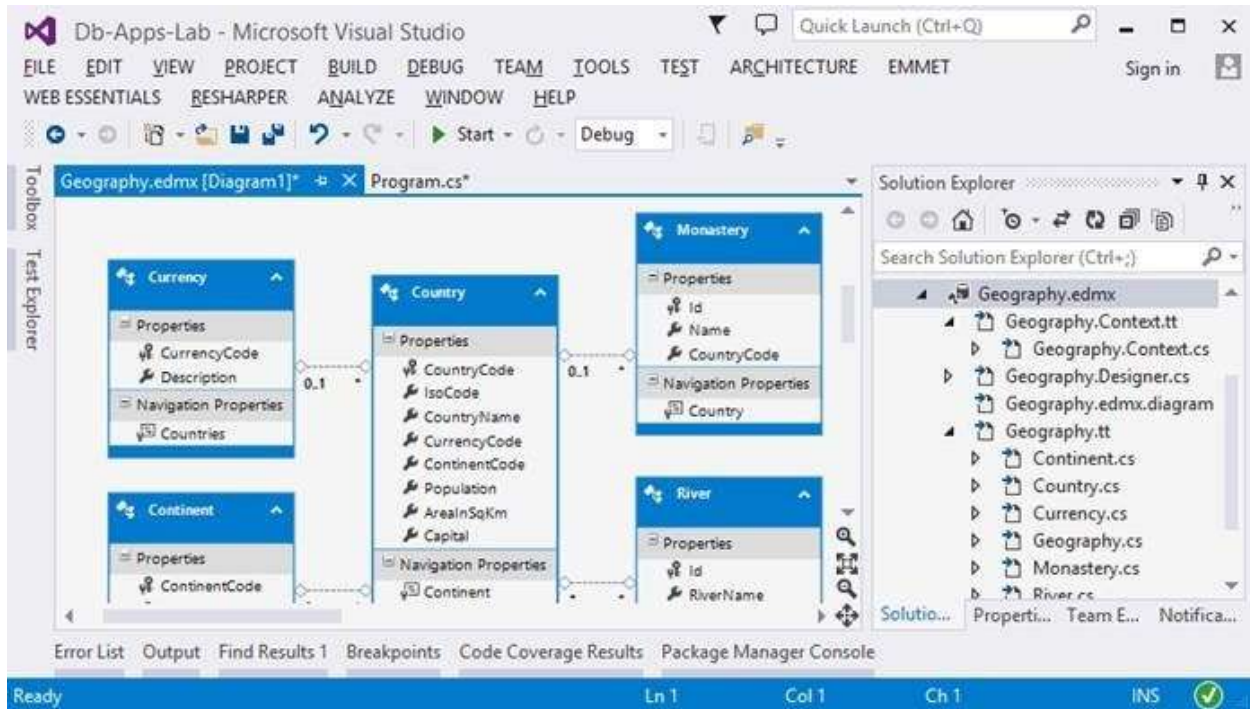 Db-Apps-Lab - Microsoft Visual Studio
Quick Launch (Ctrl+Q)
FILE EDIT VIEW PROJECT BUILD DEBUG TEAM TOOLS TEST ARCHITECTURE EMMET
Sign in
WEB ESSENTIALS RESHARPER ANALYZE WINDOW HELP
Start
Debug
Toolbox
Test Explorer
Geography.edmx [Diagram1]*
Program.cs*
Currency
Properties
CurrencyCode
Description
Navigation Properties
Countries
0..1 *
Continent
Properties
ContinentCode
Country
Properties
CountryCode
IsoCode
CountryName
CurrencyCode
ContinentCode
Population
AreaInSqKm
Capital
Navigation Properties
Continent
0..1 *
* *
Monastery
Properties
Id
Name
CountryCode
Navigation Properties
Country
River
Properties
Id
RiverName
Solution Explorer
Search Solution Explorer (Ctrl+;)
Geography.edmx
Geography.Context.tt
Geography.Context.cs
Geography.Designer.cs
Geography.edmx.diagram
Geography.tt
Continent.cs
Country.cs
Currency.cs
Geography.cs
Monastery.cs
River.cs
Solutio... Properti... Team E... Notifica...
Error List Output Find Results 1 Breakpoints Code Coverage Results Package Manager Console
Ready
Ln 1 Col 1 Ch 1 INS